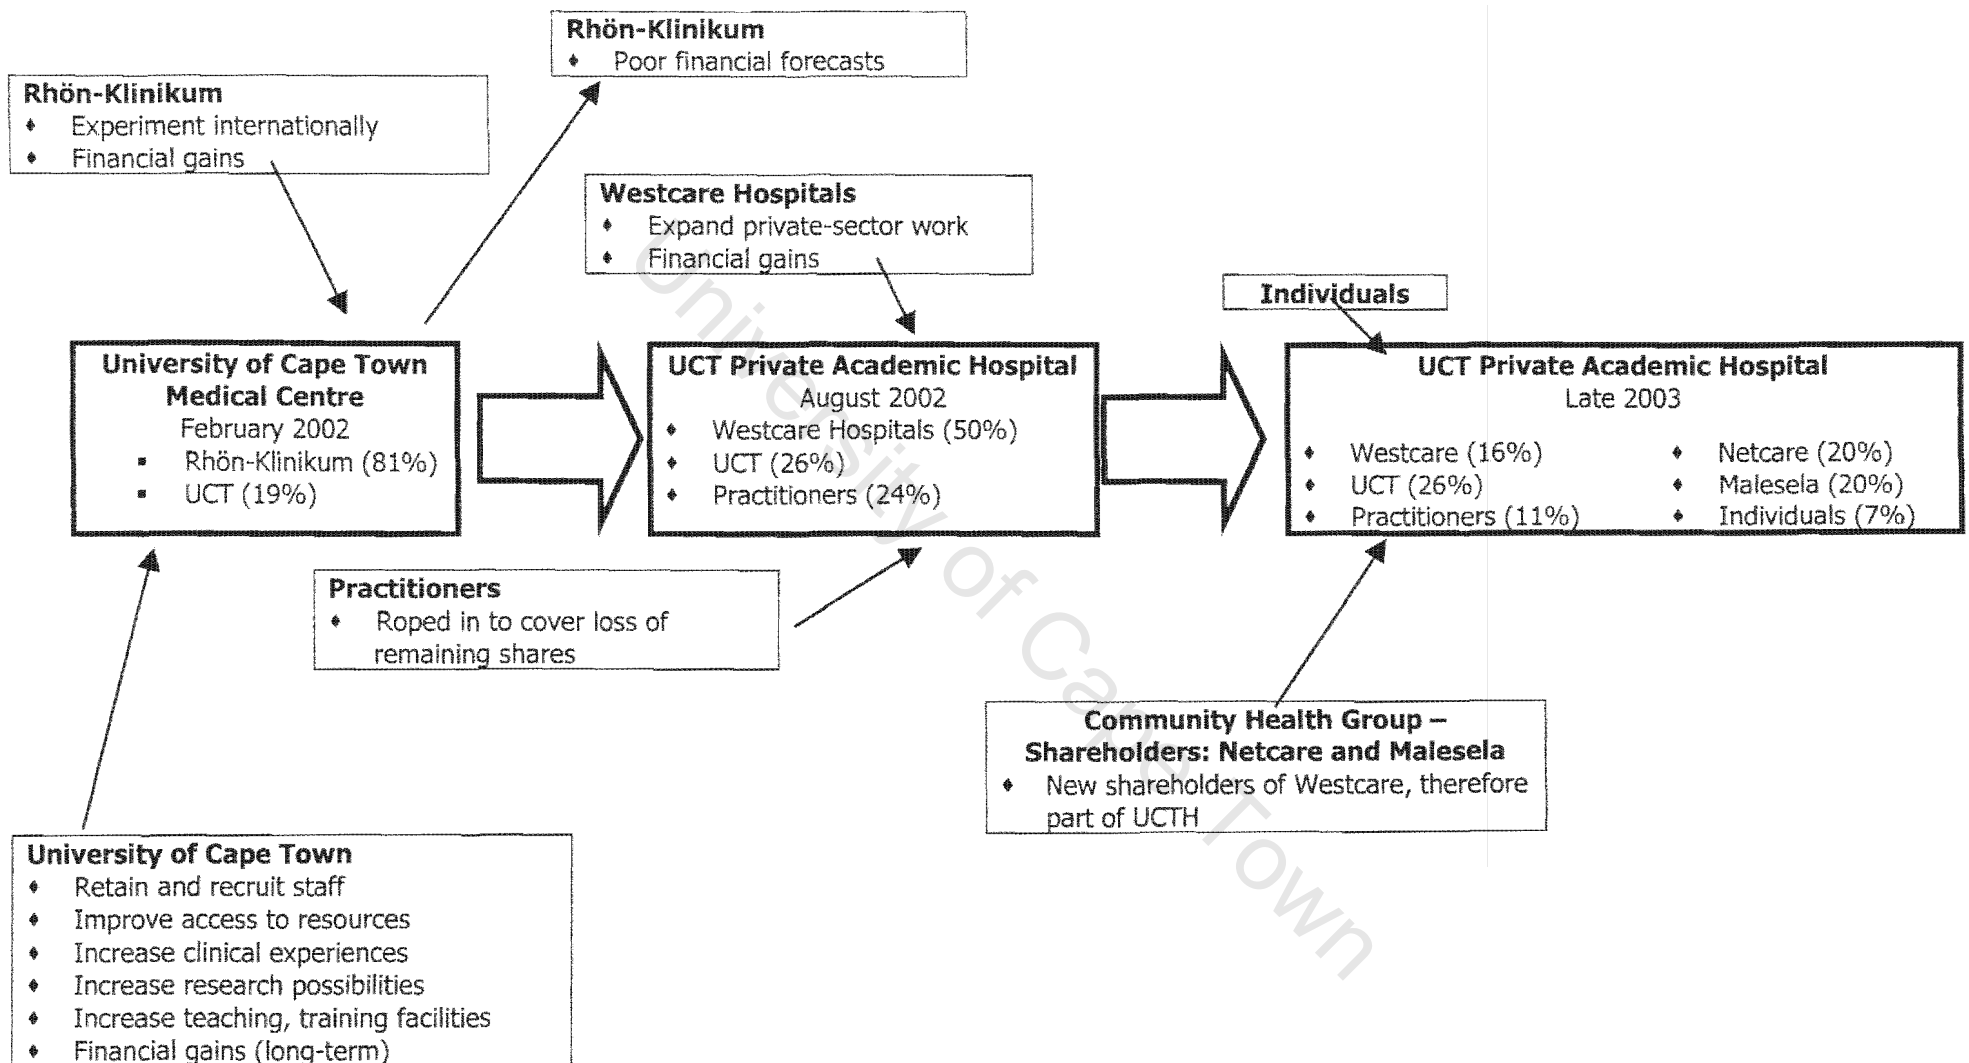 Rhön-Klinikum
♦ Poor financial forecasts
Rhön-Klinikum
♦ Experiment internationally
♦ Financial gains
Westcare Hospitals
♦ Expand private-sector work
♦ Financial gains
Individuals
University of Cape Town
Medical Centre
February 2002
▪ Rhön-Klinikum (81%)
▪ UCT (19%)
UCT Private Academic Hospital
August 2002
♦ Westcare Hospitals (50%)
♦ UCT (26%)
♦ Practitioners (24%)
UCT Private Academic Hospital
Late 2003
♦ Westcare (16%)
♦ UCT (26%)
♦ Practitioners (11%)
♦ Netcare (20%)
♦ Malesela (20%)
♦ Individuals (7%)
Practitioners
♦ Roped in to cover loss of
remaining shares
Community Health Group –
Shareholders: Netcare and Malesela
♦ New shareholders of Westcare, therefore
part of UCTH
University of Cape Town
♦ Retain and recruit staff
♦ Improve access to resources
♦ Increase clinical experiences
♦ Increase research possibilities
♦ Increase teaching, training facilities
♦ Financial gains (long-term)
University of Cape Town